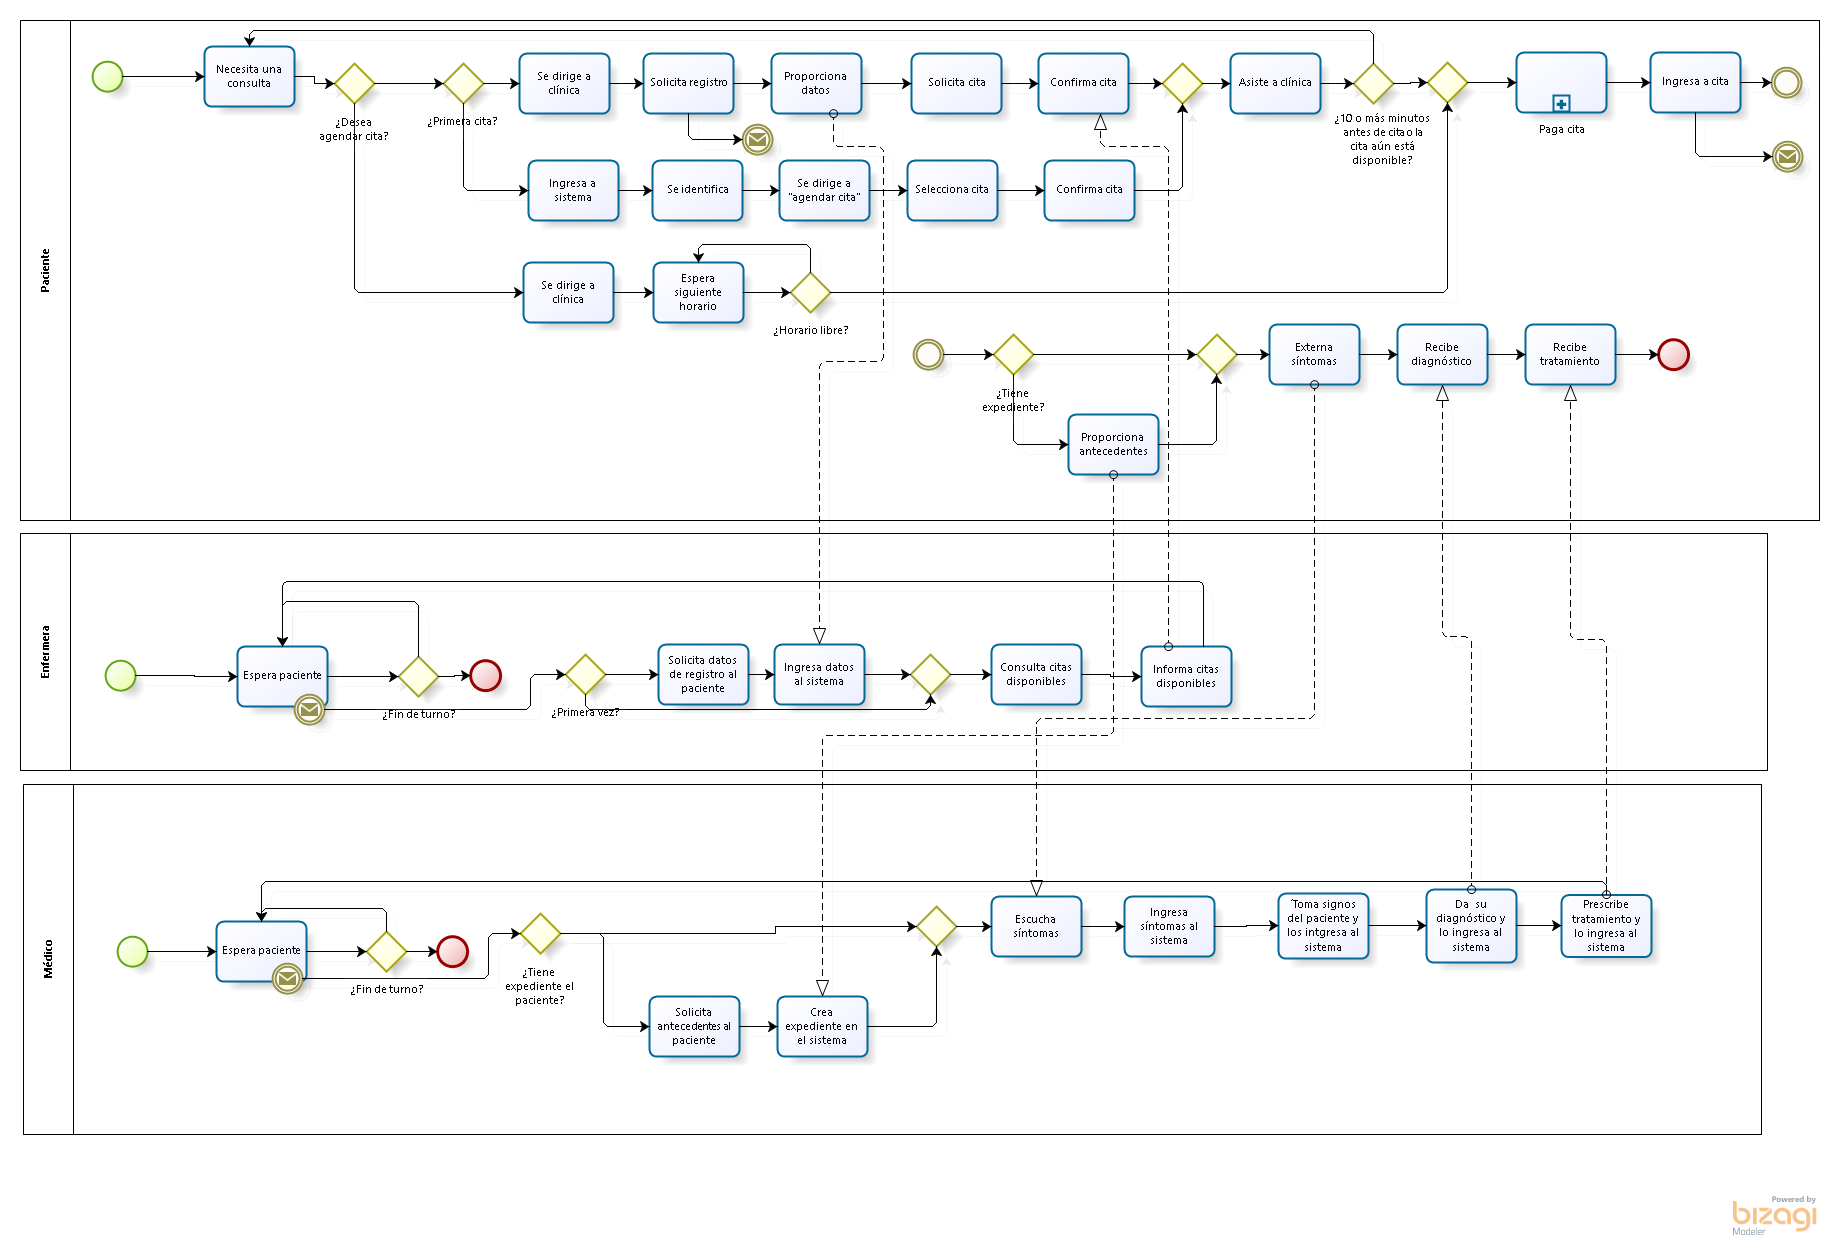 Paciente
Necesita una
consulta
¿Desea
agendar cita?
¿Primera cita?
Se dirige a
clínica
Solicita registro
Proporciona
datos
Solicita cita
Confirma cita
Asiste a clínica
¿10 o más minutos
antes de cita o la
cita aún está
disponible?
Paga cita
Ingresa a cita
Ingresa a
sistema
Se identifica
Se dirige a
"agendar cita"
Selecciona cita
Confirma cita
Se dirige a
clínica
Espera
siguiente
horario
¿Horario libre?
¿Tiene
expediente?
Proporciona
antecedentes
Externa
síntomas
Recibe
diagnóstico
Recibe
tratamiento
Enfermera
Espera paciente
¿Fin de turno?
¿Primera vez?
Solicita datos
de registro al
paciente
Ingresa datos
al sistema
Consulta citas
disponibles
Informa citas
disponibles
Médico
Espera paciente
¿Fin de turno?
¿Tiene
expediente el
paciente?
Solicita
antecedentes al
paciente
Crea
expediente en
el sistema
Escucha
síntomas
Ingresa
síntomas al
sistema
Toma signos
del paciente y
los intgresa al
sistema
Da su
diagnóstico y
lo ingresa al
sistema
Prescribe
tratamiento y
lo ingresa al
sistema
Powered by
bizagi
Modeler